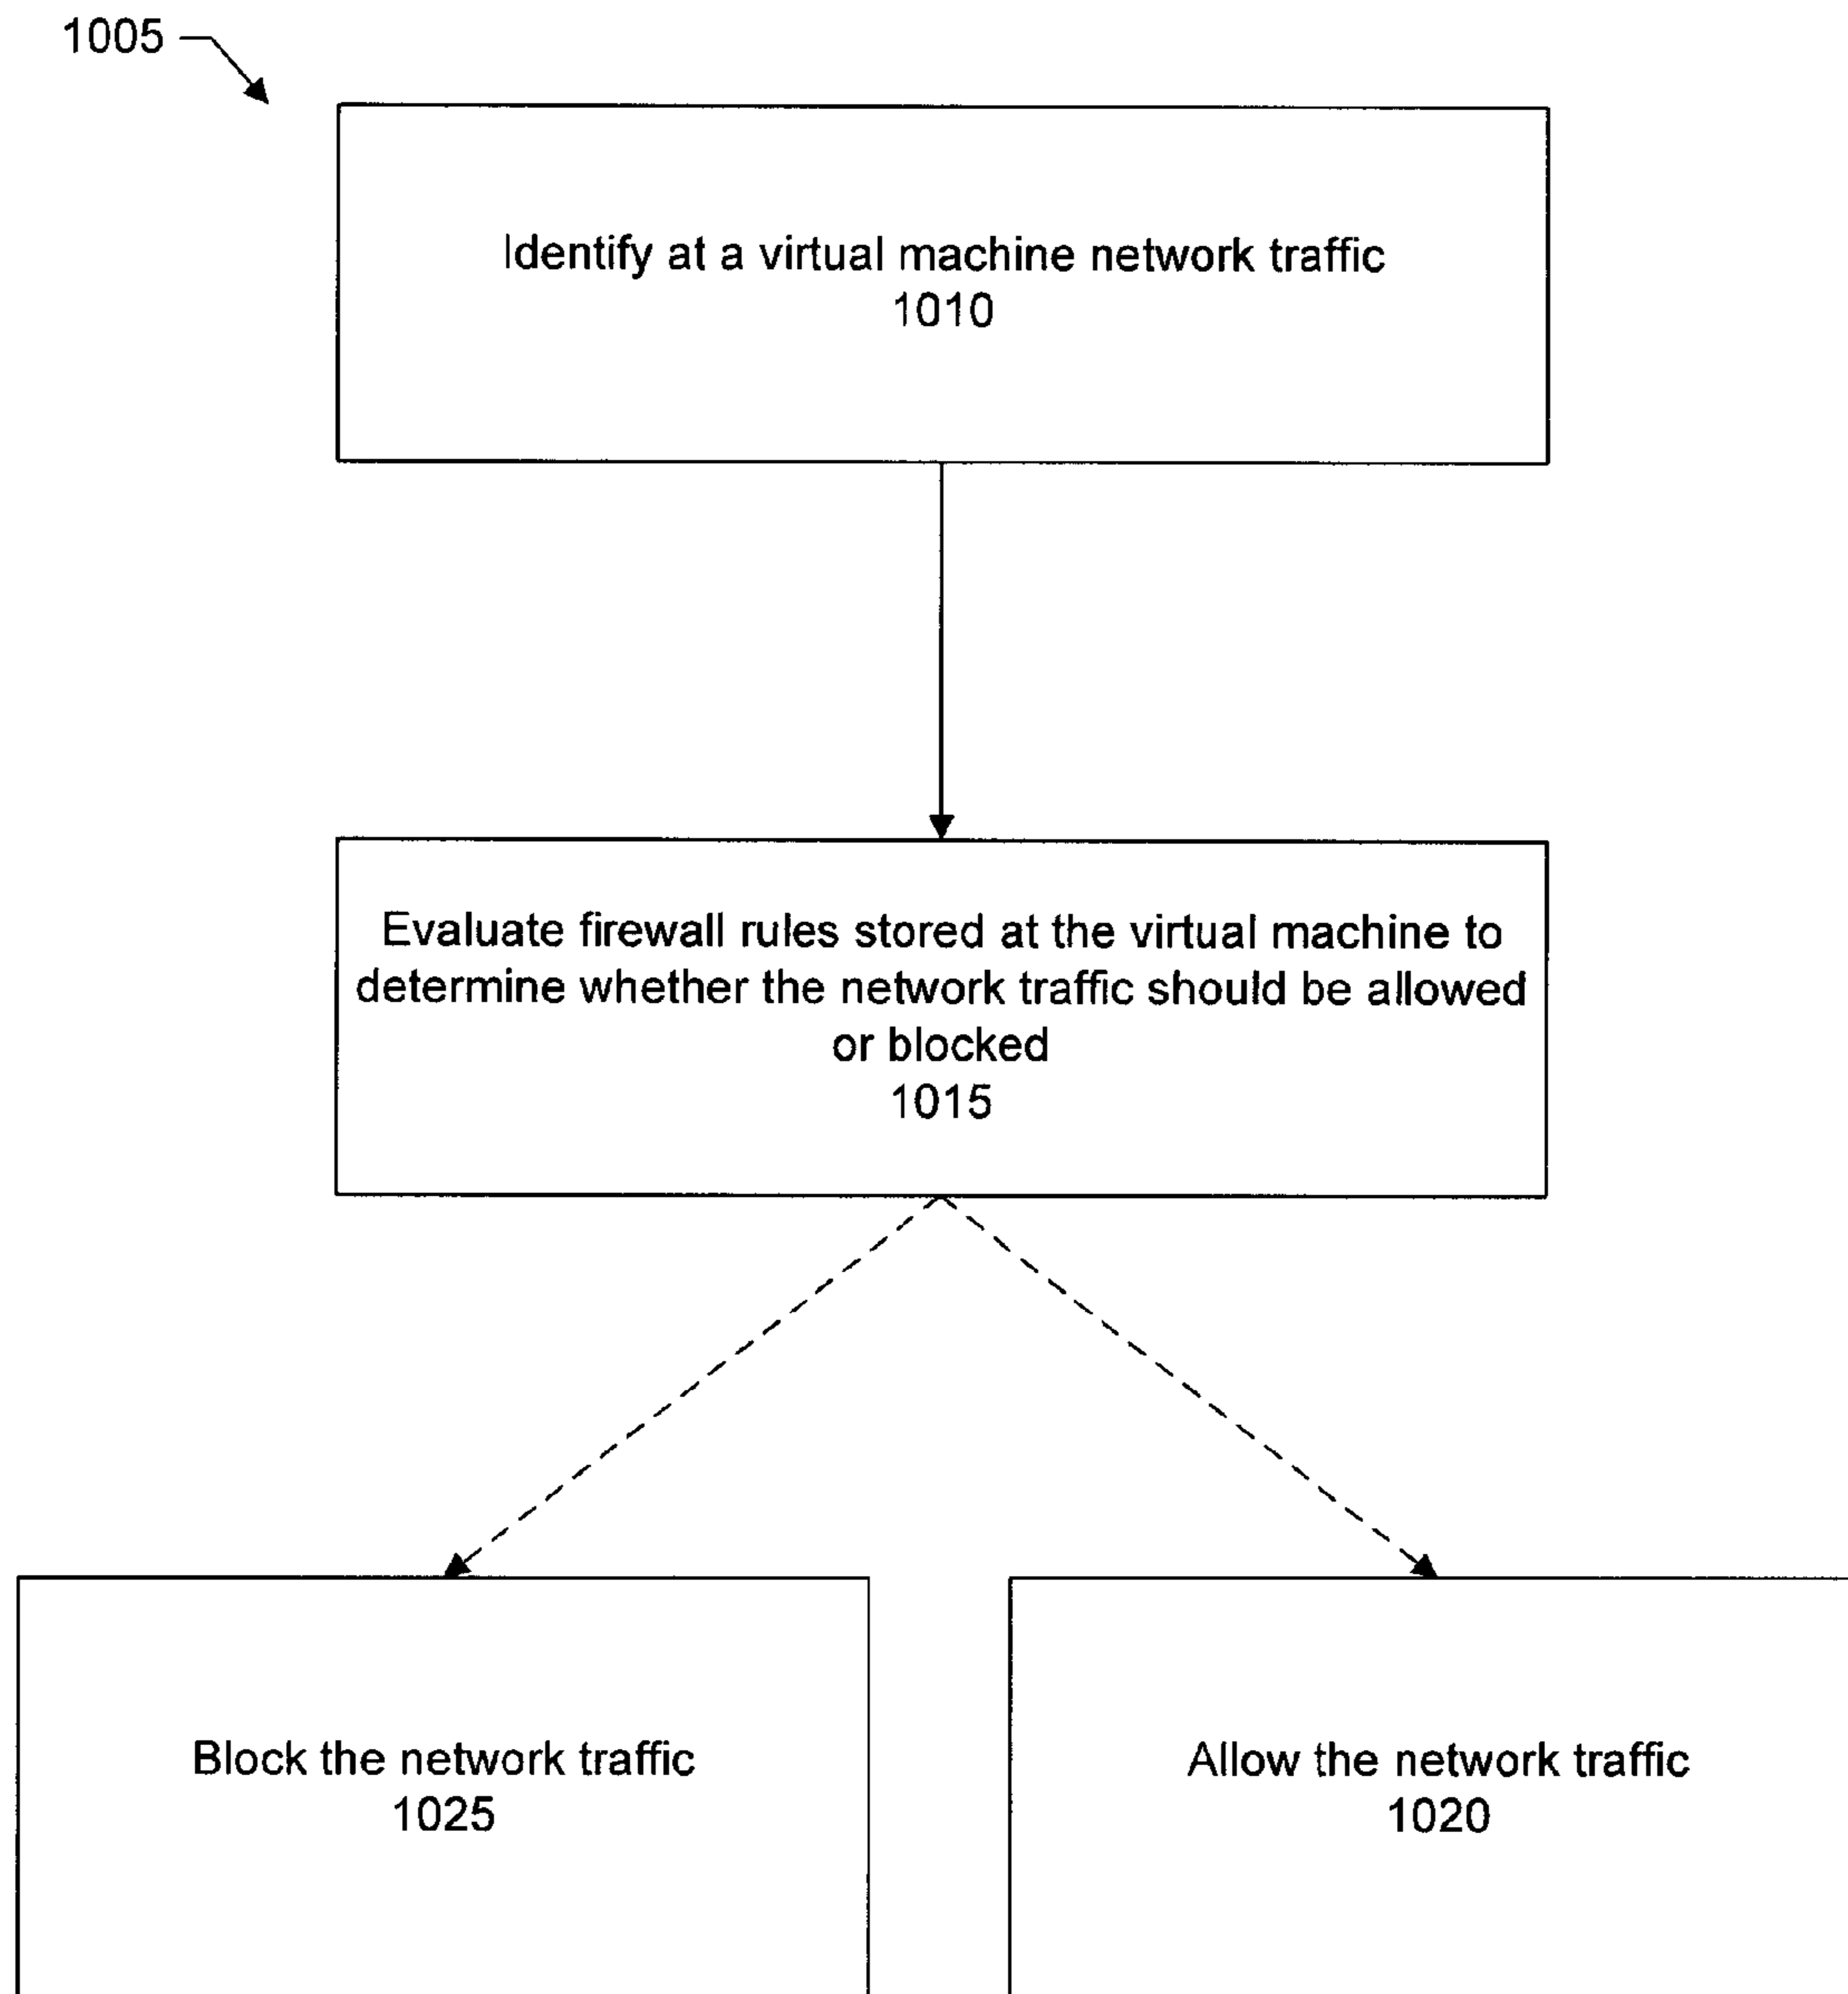 1005
Identify at a virtual machine network traffic
1010
Evaluate firewall rules stored at the virtual machine to
determine whether the network traffic should be allowed
or blocked
1015
Block the network traffic
1025
Allow the network traffic
1020